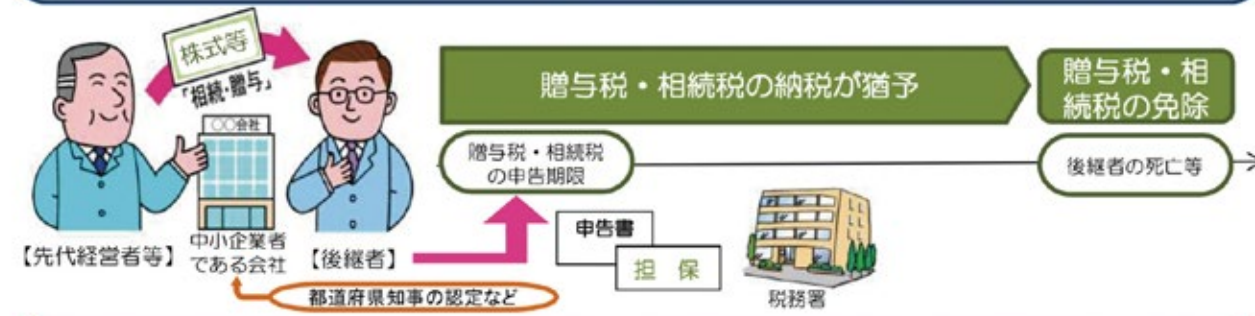 株式等
「相続・贈与」
〇〇会社
【先代経営者等】
中小企業者
である会社
【後継者】
都道府県知事の認定など
贈与税・相続税の納税が猶予
贈与税・相
続税の免除
贈与税・相続税
の申告期限
後継者の死亡等
申告書
担 保
税務署